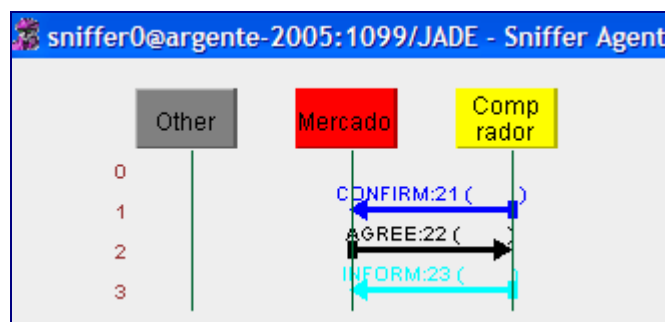 sniffer0@argente-2005:1099/JADE - Sniffer Agent
Other
Mercado
Comp
rador
0
CONFIRM:21 ( )
1
AGREE:22 ( )
2
INFORM:23 ( )
3